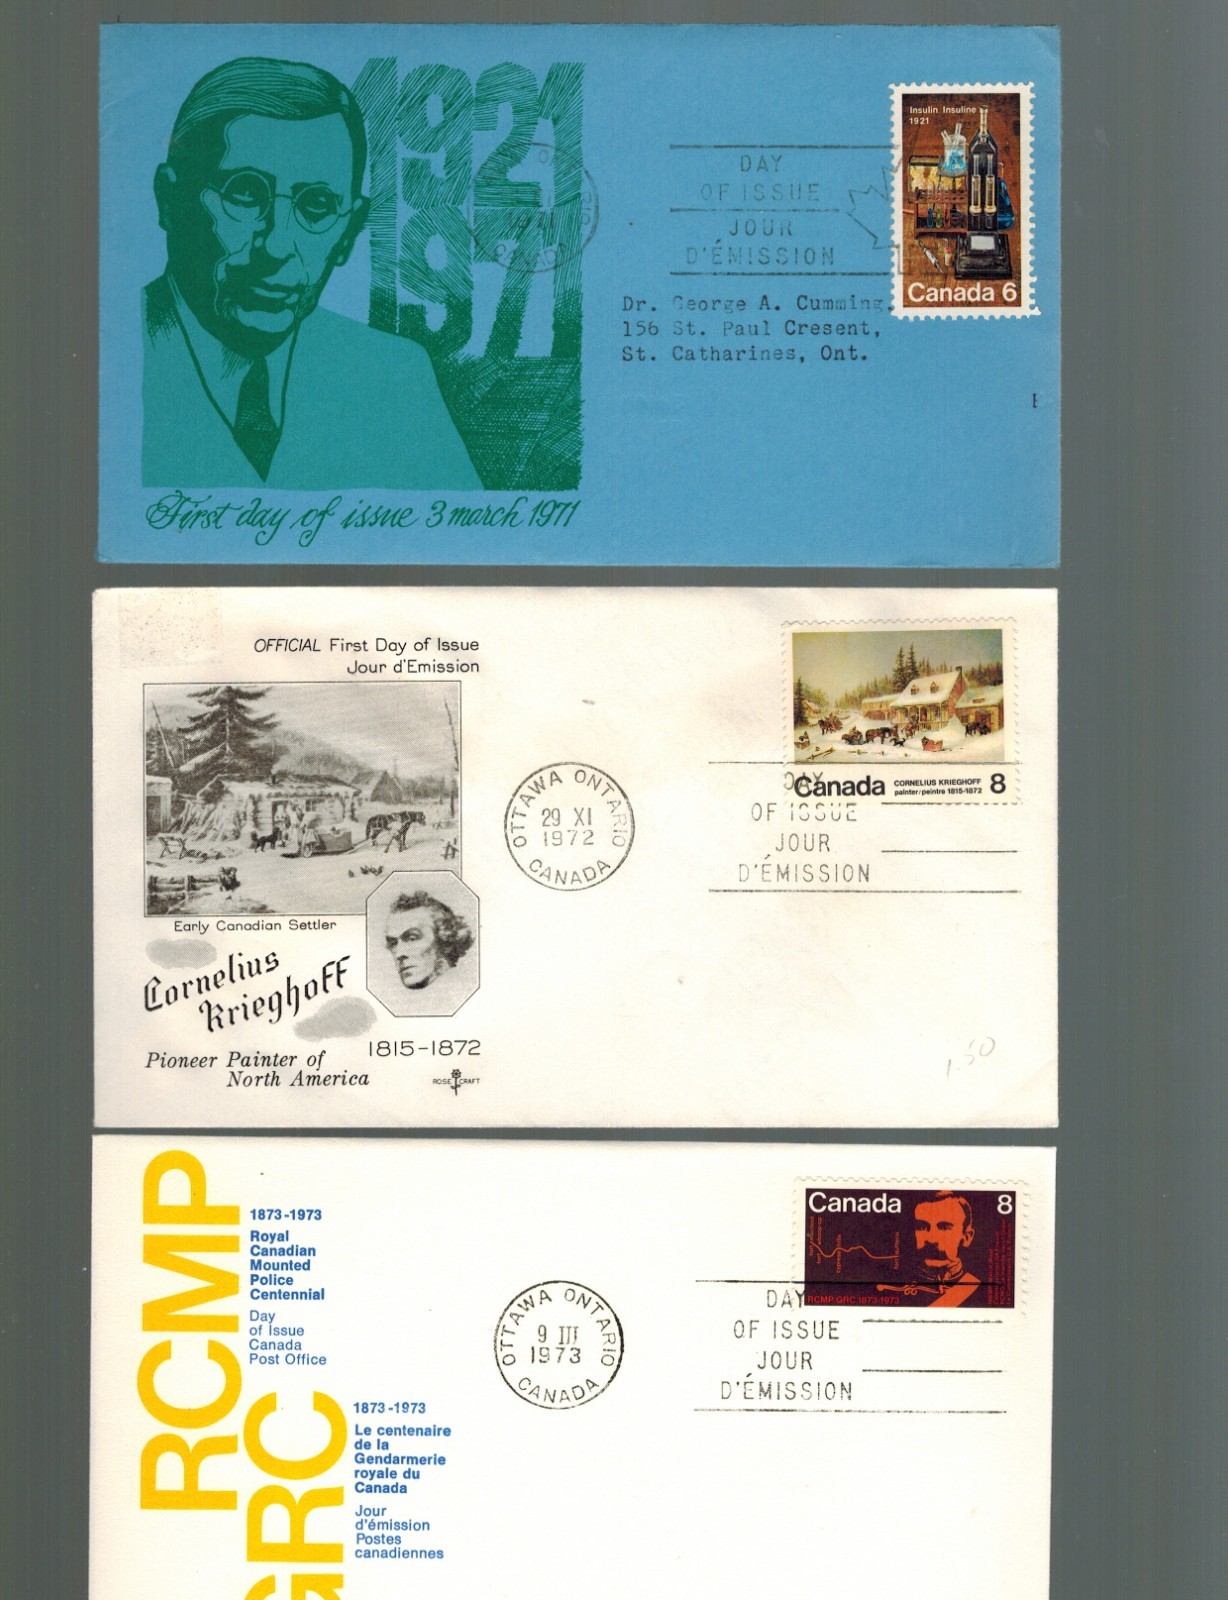 1921
1971
First day of issue 3 march 1971
Insulin Insuline
1921
Canada 6
DAY
OF ISSUE
JOUR
D'ÉMISSION
1971
CANADA
Dr. George A. Cumming,
156 St. Paul Cresent,
St. Catharines, Ont.
OFFICIAL First Day of Issue
Jour d'Emission
Early Canadian Settler
Cornelius
Krieghoff
1815-1872
Pioneer Painter of
North America
ROSE CRAFT
OTTAWA ONTARIO
29 XI
1972
CANADA
Canada CORNELIUS KRIEGHOFF 8
painter/peintre 1815-1872
DAY
OF ISSUE
JOUR
D'ÉMISSION
1.50
RCMP
GRC
1873-1973
Royal
Canadian
Mounted
Police
Centennial
Day
of Issue
Canada
Post Office
1873-1973
Le centenaire
de la
Gendarmerie
royale du
Canada
Jour
d'émission
Postes
canadiennes
OTTAWA ONTARIO
9 III
1973
CANADA
Canada 8
RCMP/GRC 1873-1973
DAY
OF ISSUE
JOUR
D'ÉMISSION